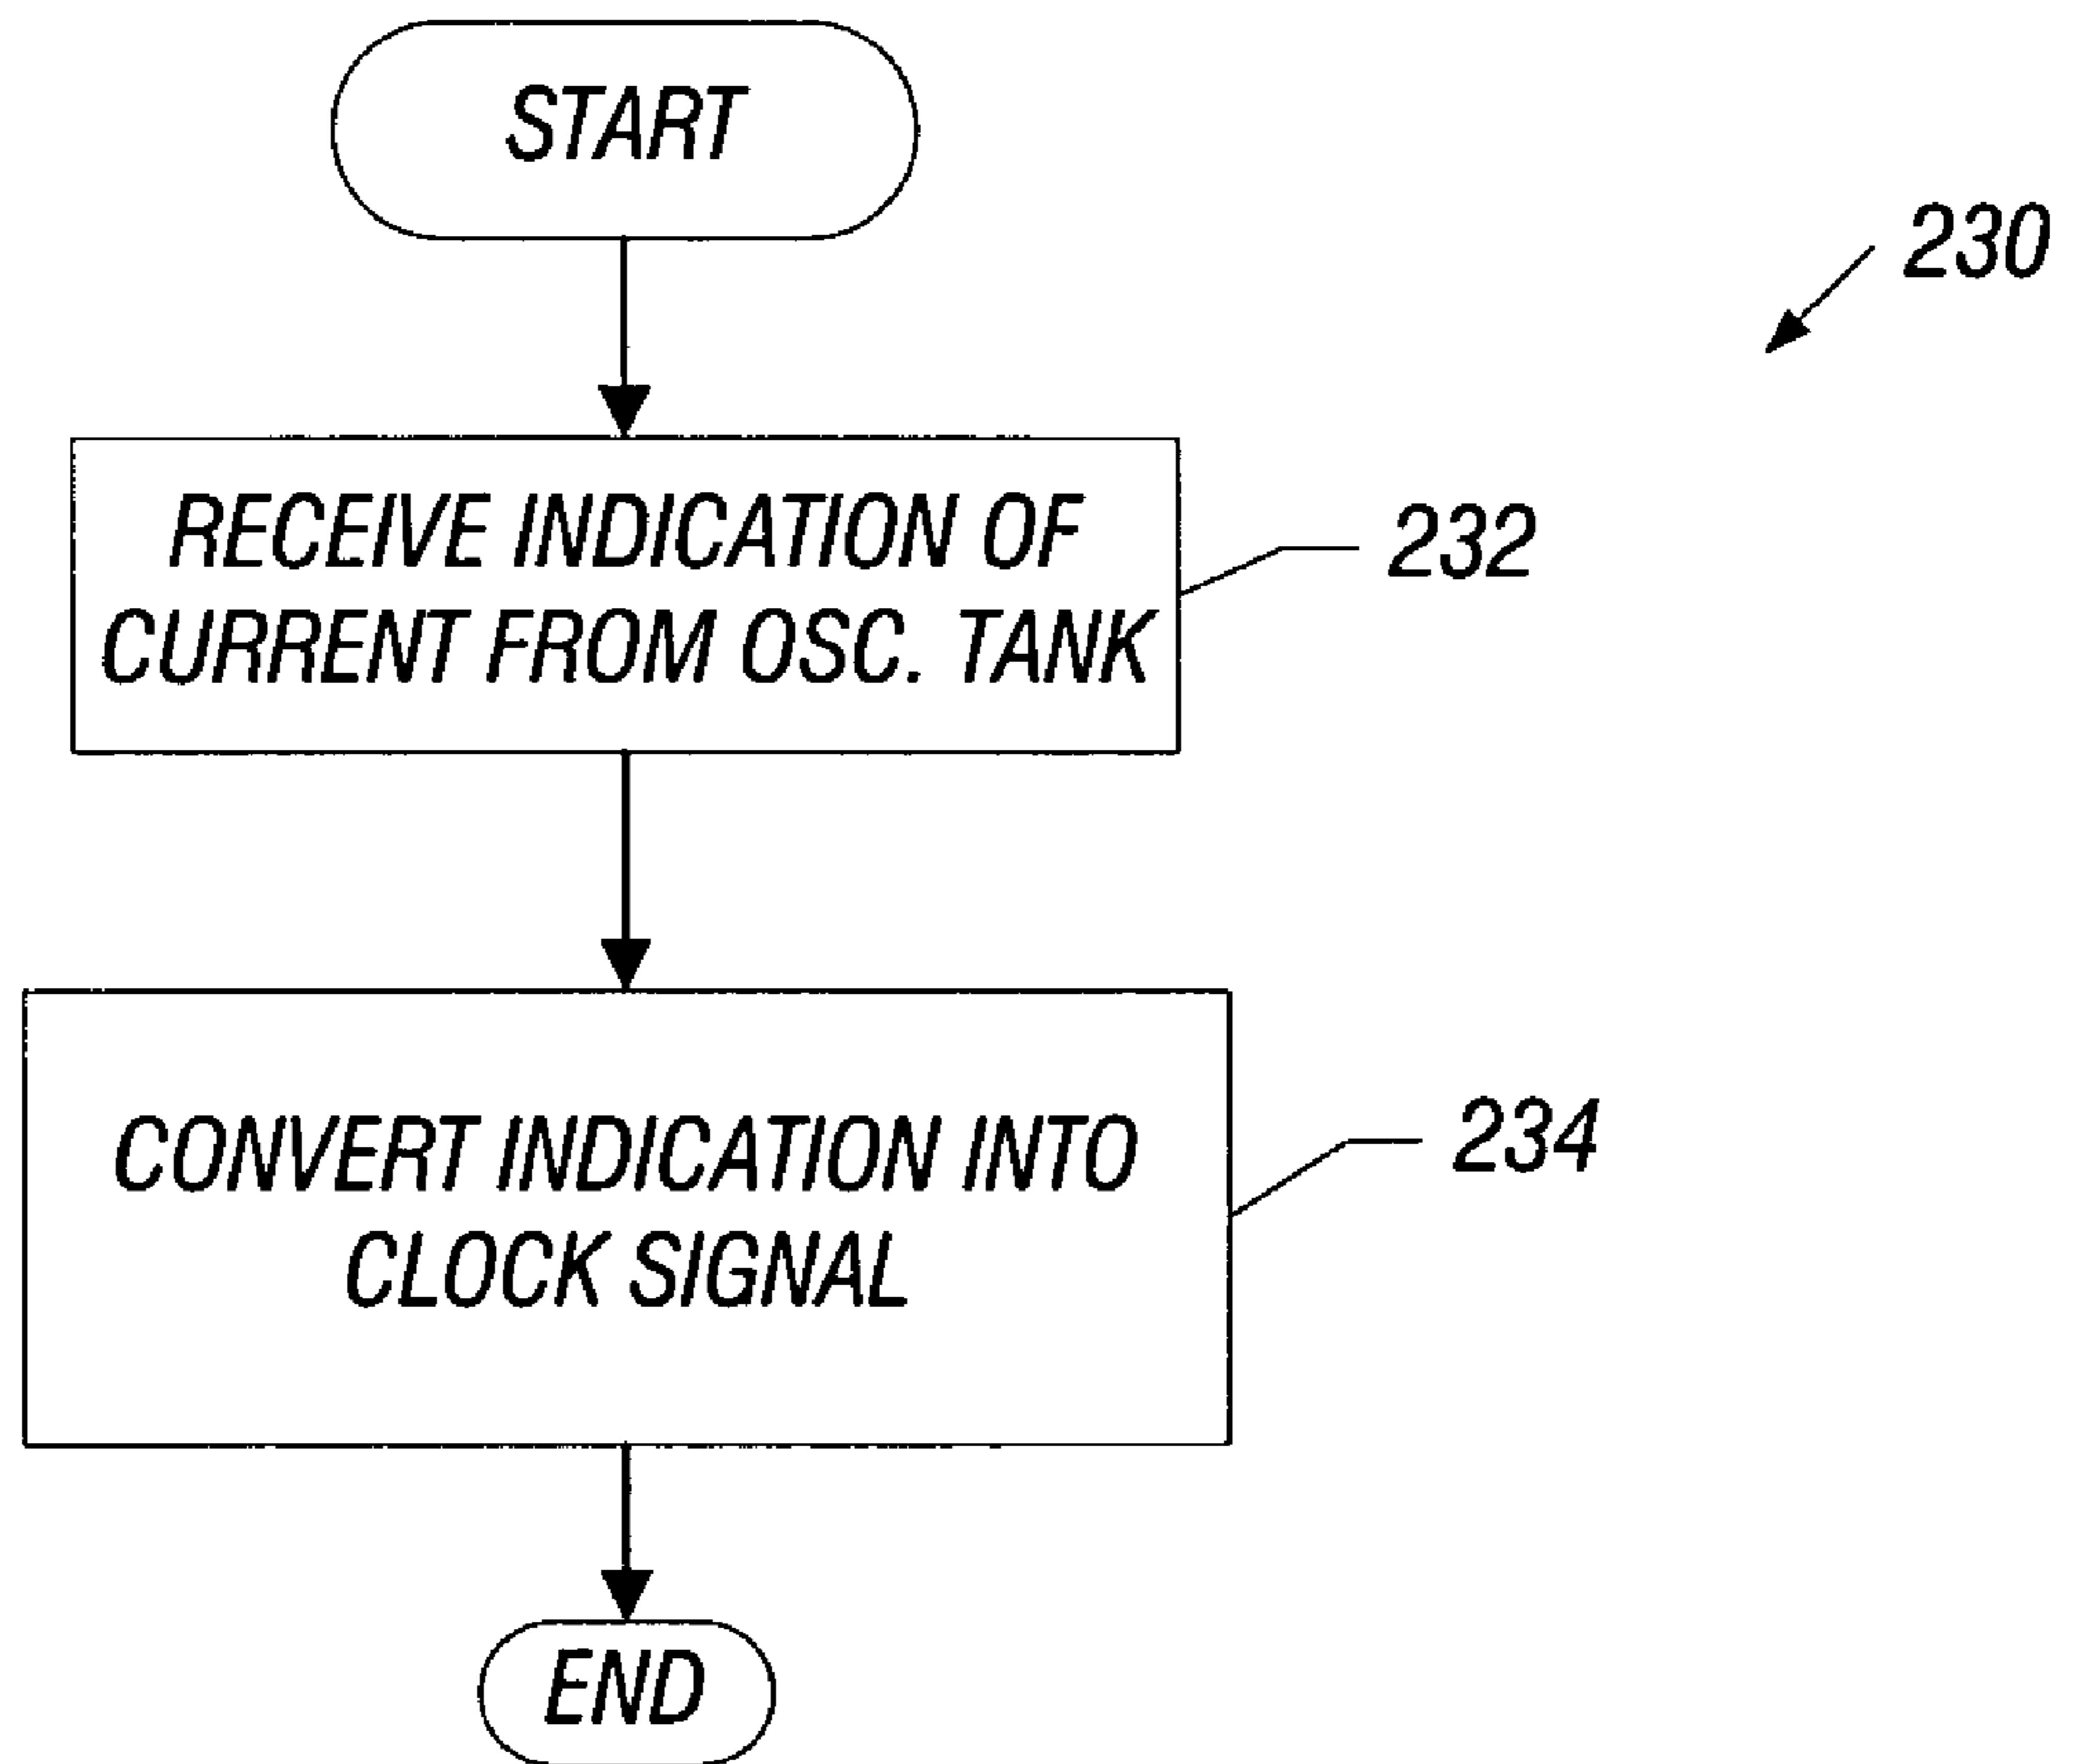 START
230
RECEIVE INDICATION OF
CURRENT FROM OSC. TANK
232
CONVERT INDICATION INTO
CLOCK SIGNAL
234
END